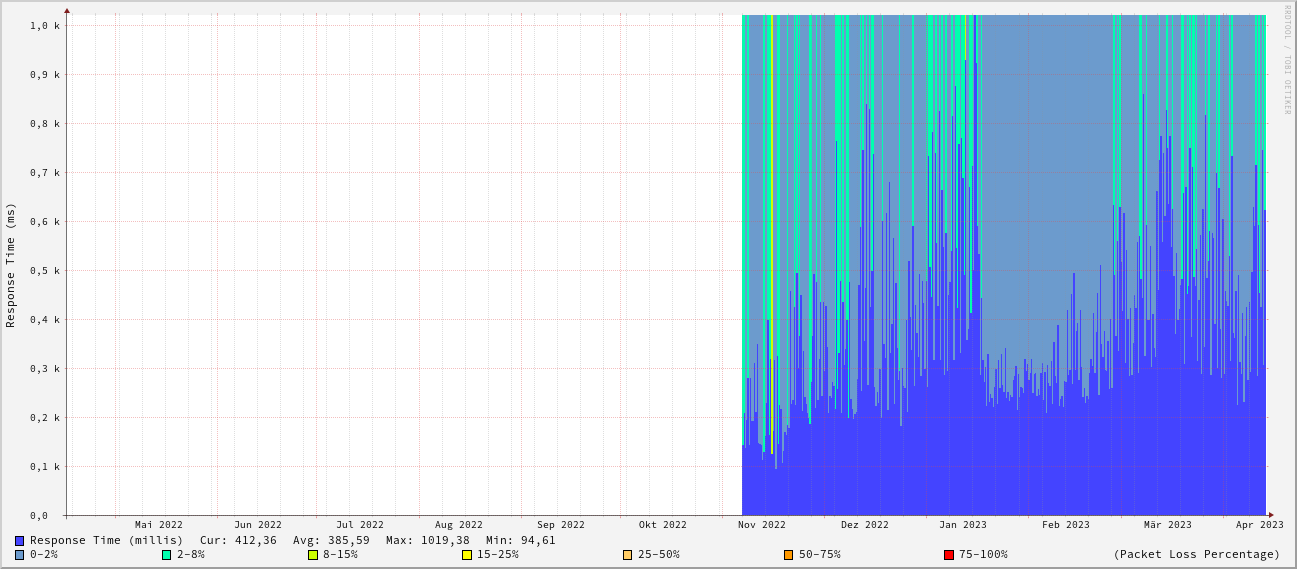 RRDTOOL / TOBI OETIKER
Response Time (ms)
1,0 k
0,9 k
0,8 k
0,7 k
0,6 k
0,5 k
0,4 k
0,3 k
0,2 k
0,1 k
0,0
Mai 2022 Jun 2022 Jul 2022 Aug 2022 Sep 2022 Okt 2022 Nov 2022 Dez 2022 Jan 2023 Feb 2023 Mär 2023 Apr 2023
Response Time (millis) Cur: 412,36 Avg: 385,59 Max: 1019,38 Min: 94,61
0-2% 2-8% 8-15% 15-25% 25-50% 50-75% 75-100% (Packet Loss Percentage)